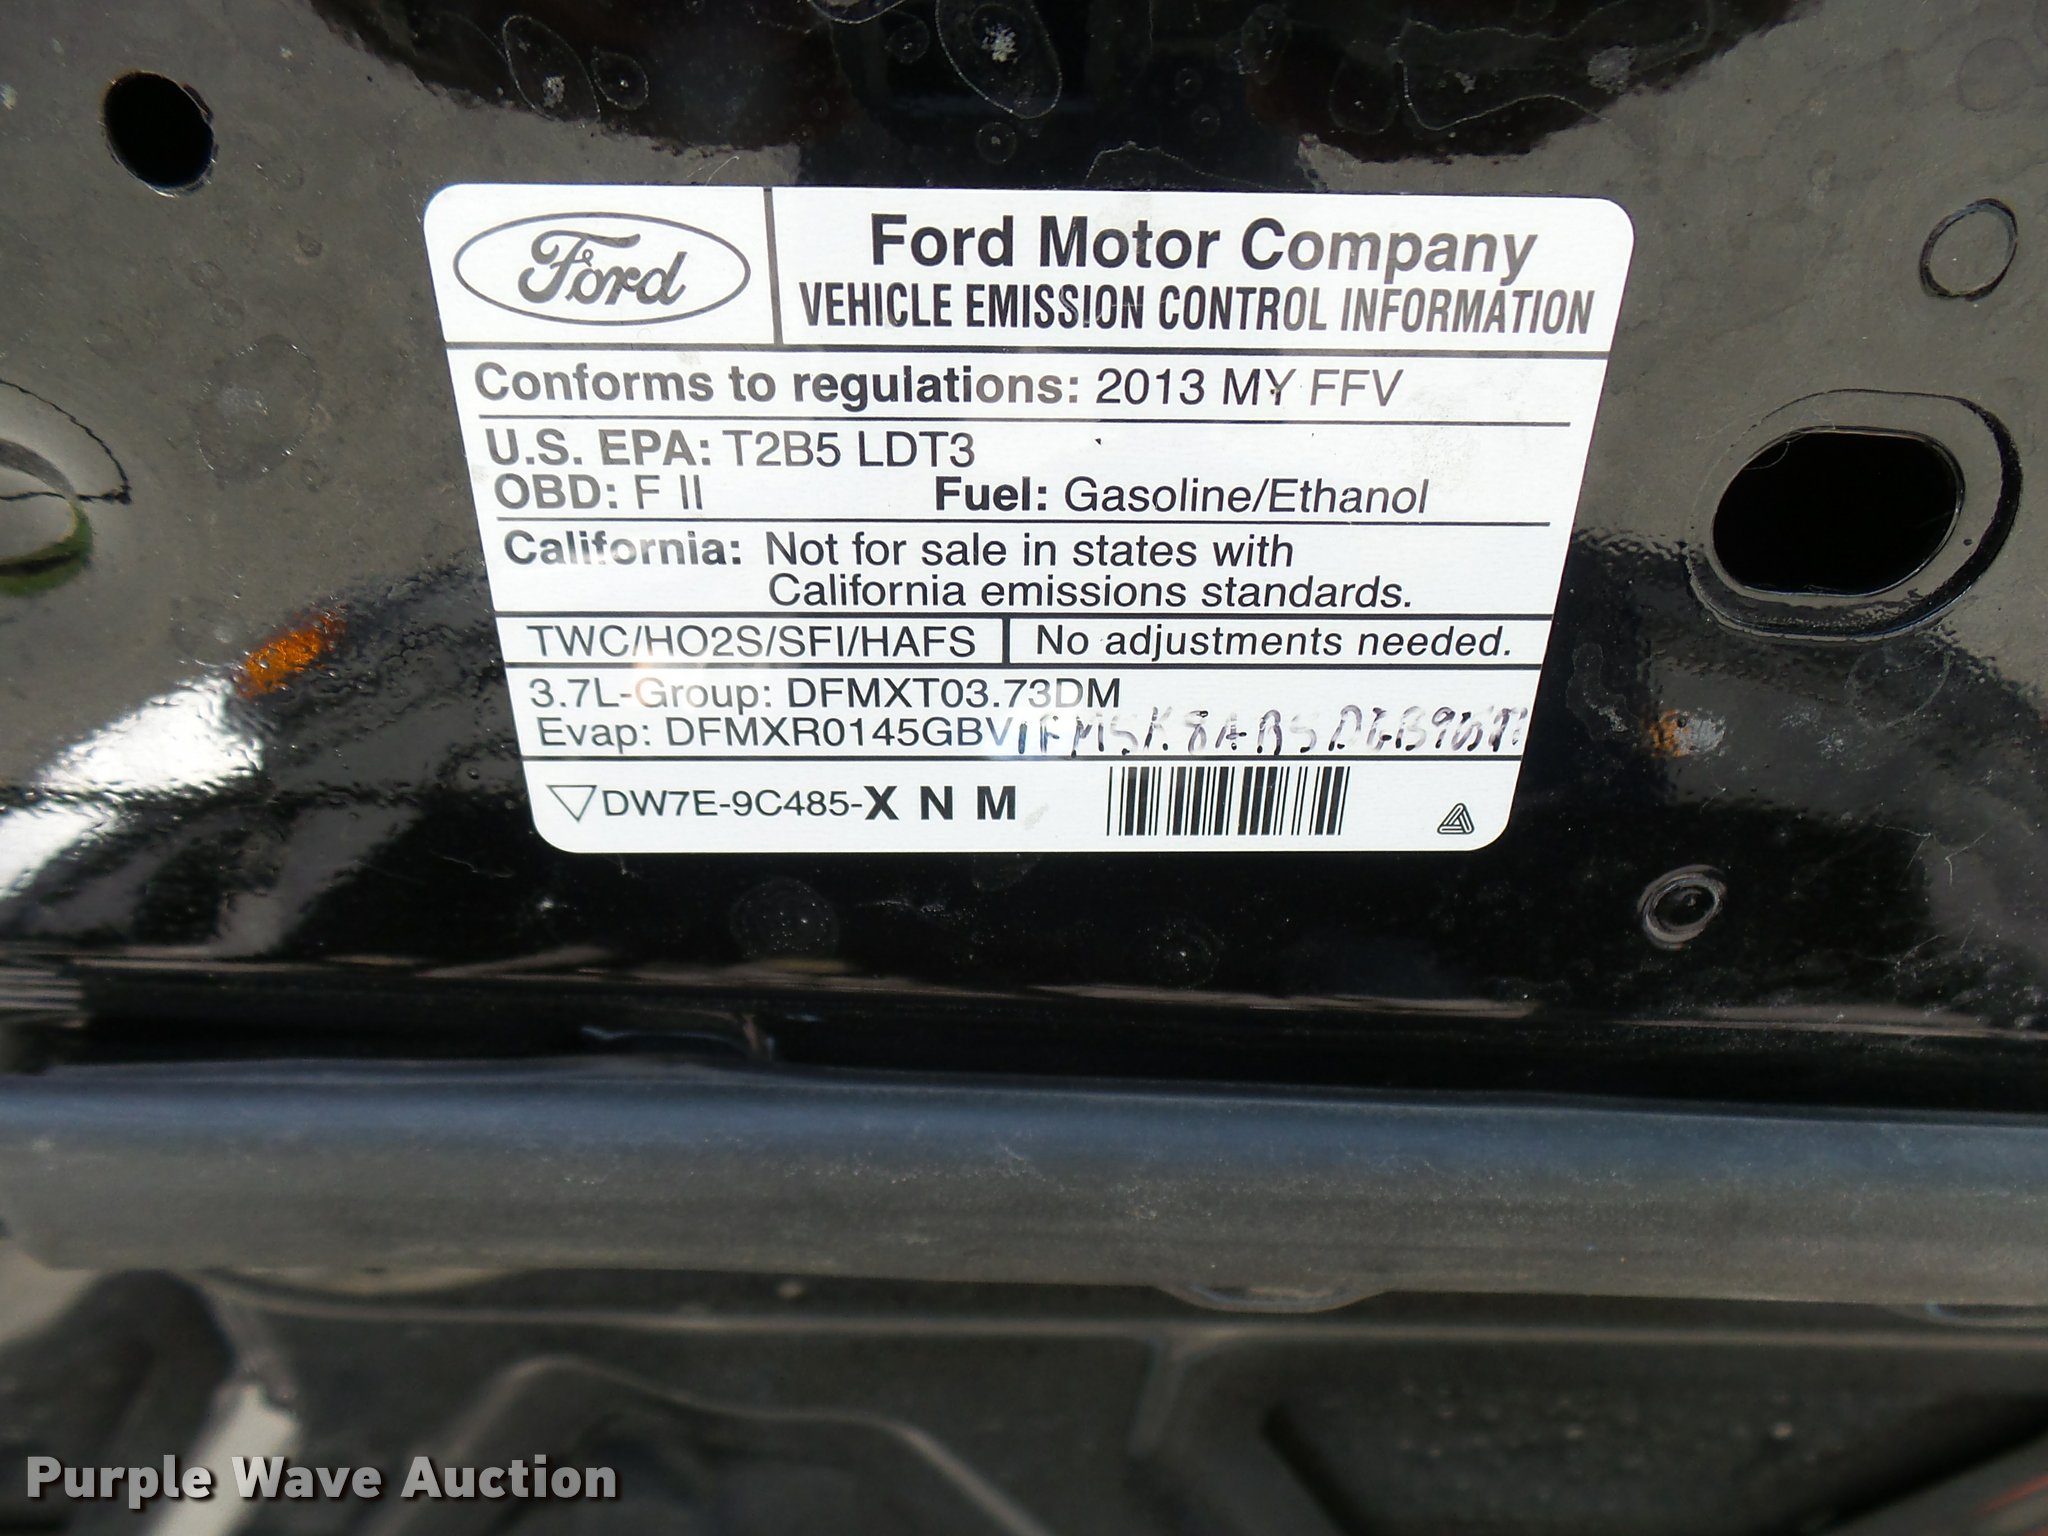 Ford
Ford Motor Company
VEHICLE EMISSION CONTROL INFORMATION
Conforms to regulations: 2013 MY FFV
U.S. EPA: T2B5 LDT3
OBD: F II Fuel: Gasoline/Ethanol
California: Not for sale in states with
California emissions standards.
TWC/HO2S/SFI/HAFS No adjustments needed.
3.7L-Group: DFMXT03.73DM
Evap: DFMXR0145GBV
DW7E-9C485-X N M
Purple Wave Auction